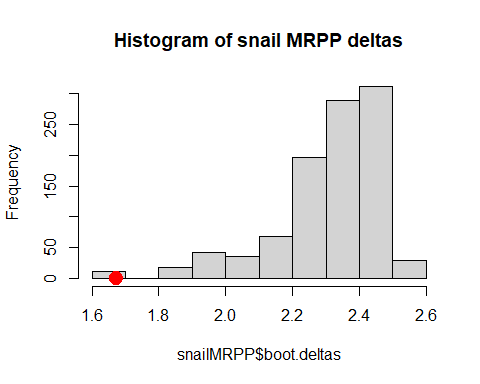 Histogram of snail MRPP deltas
Frequency
250
150
50
0
1.6 1.8 2.0 2.2 2.4 2.6
snailMRPP$boot.deltas